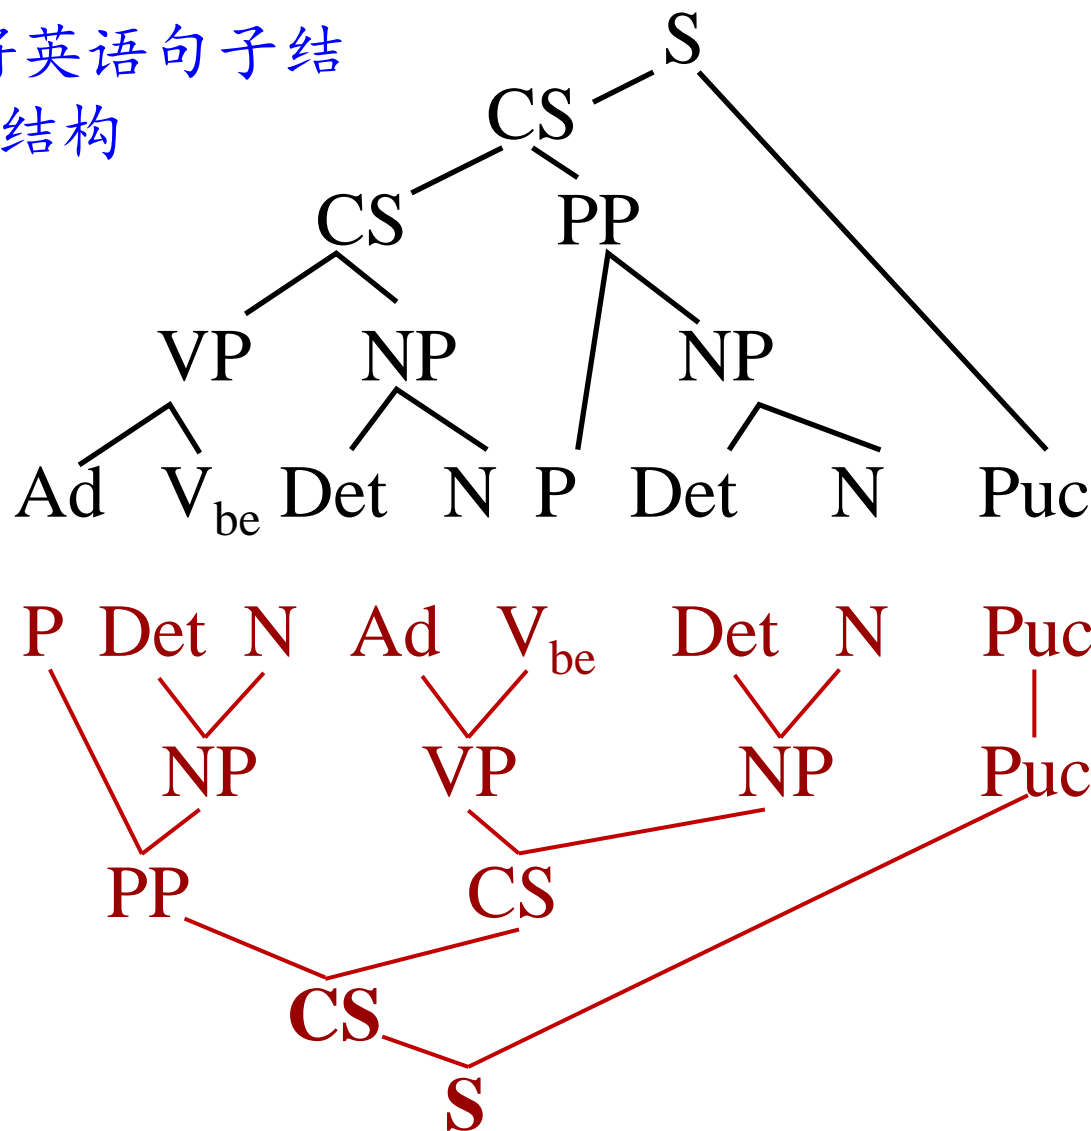 英语句子结
结构
S
CS
CS PP
VP NP NP
Ad Vbe Det N P Det N Puc
P Det N Ad Vbe Det N Puc
NP VP NP Puc
PP CS
CS
S